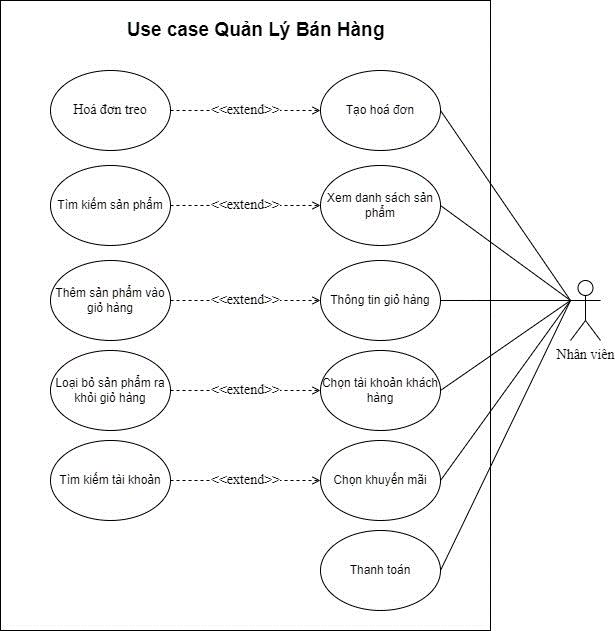 Use case Quản Lý Bán Hàng
Hoá đơn treo
<<extend>>
Tạo hoá đơn
Tìm kiếm sản phẩm
<<extend>>
Xem danh sách sản
phẩm
Thêm sản phẩm vào
giỏ hàng
<<extend>>
Thông tin giỏ hàng
Nhân viên
Loại bỏ sản phẩm ra
khỏi giỏ hàng
<<extend>>
Chọn tài khoản khách
hàng
Tìm kiếm tài khoản
<<extend>>
Chọn khuyến mãi
Thanh toán